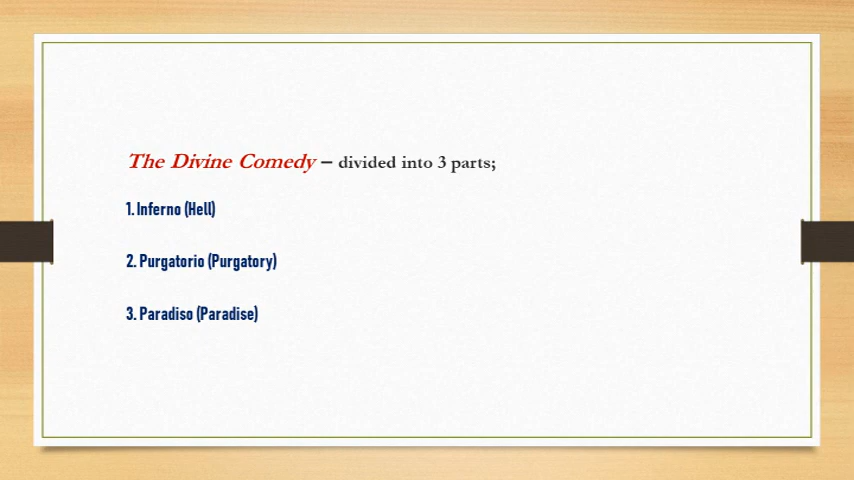 The Divine Comedy – divided into 3 parts;
1. Inferno (Hell)
2. Purgatorio (Purgatory)
3. Paradiso (Paradise)